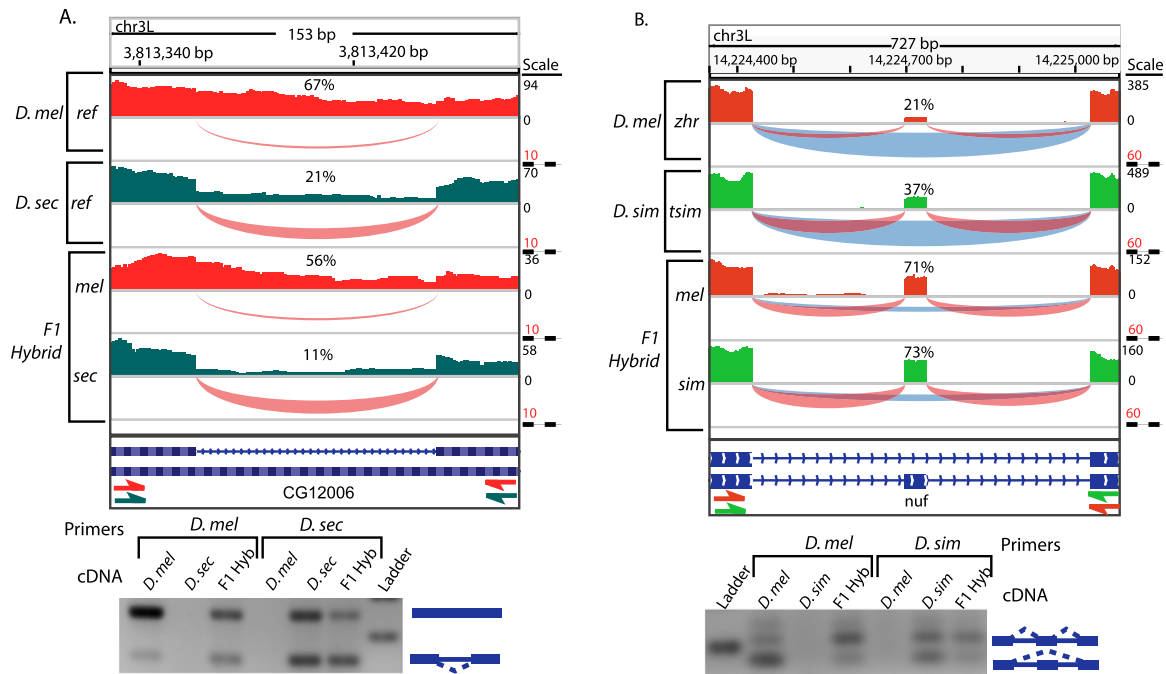 A.
chr3L
153 bp
3,813,340 bp 3,813,420 bp
Scale
D. mel ref
67%
94
0
10
D. sec ref
21%
70
0
10
F1 Hybrid
mel
56%
36
0
10
sec
11%
58
0
10
CG12006
Primers D. mel D. sec
cDNA D. mel D. sec F1 Hyb D. mel D. sec F1 Hyb Ladder
B.
chr3L
727 bp
14,224,400 bp 14,224,700 bp 14,225,000 bp
Scale
D. mel zhr
21%
385
0
60
D. sim tsim
37%
489
0
60
F1 Hybrid
mel
71%
152
0
60
sim
73%
160
0
60
nuf
D. mel D. sim Primers
Ladder D. mel D. sim F1 Hyb D. mel D. sim F1 Hyb cDNA